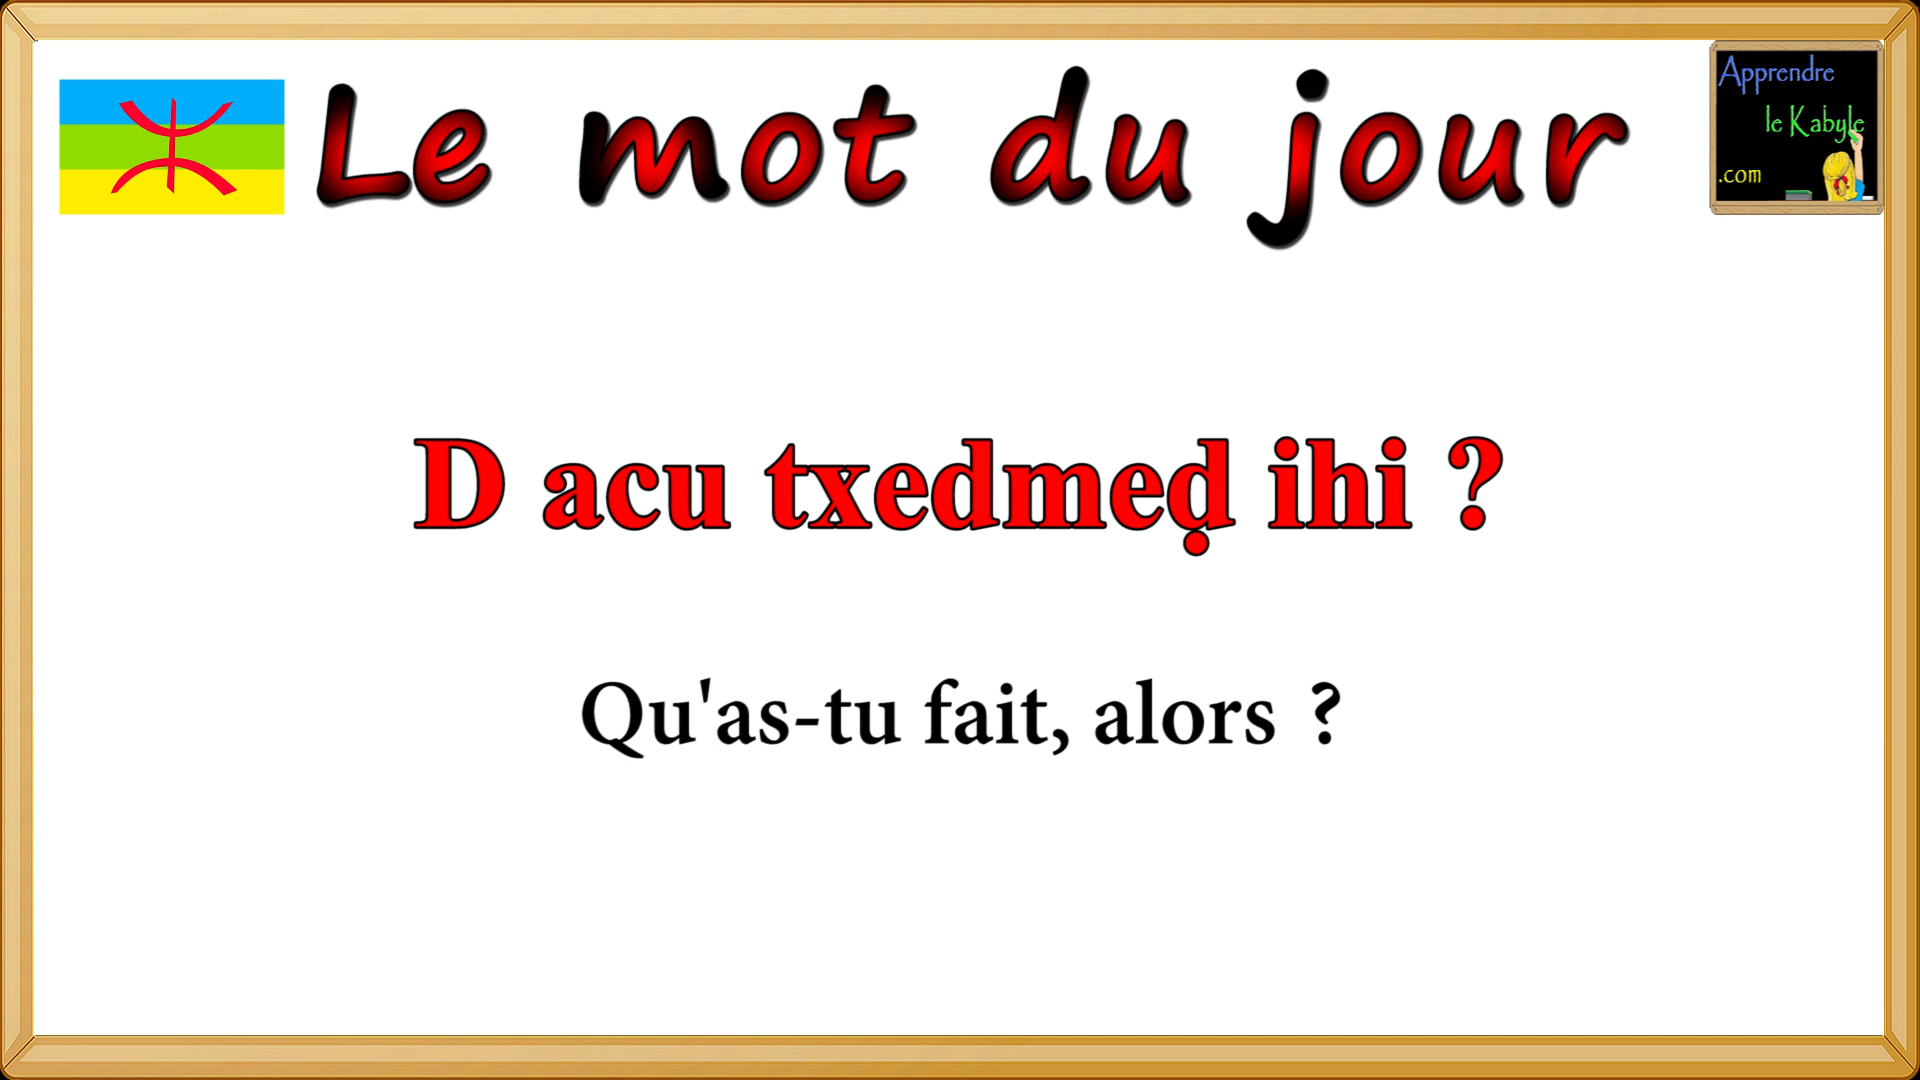 Le mot du jour
Apprendre
le Kabyle
.com
D acu txedmeḍ ihi ?
Qu'as-tu fait, alors ?